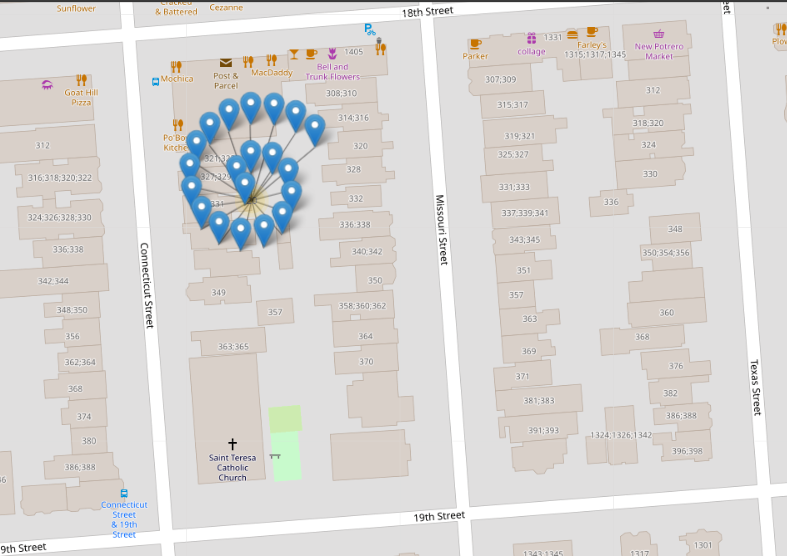 Sunflower
& Battered
Cezanne
18th Street
Goat Hill
Pizza
Mochica
Post &
Parcel
MacDaddy
Bell and
Trunk Flowers
1405
Parker
collage
1331
Farley's
1315;1317;1345
New Potrero
Market
307;309
308;310
312
315;317
314;316
318;320
319;321
312
320
324
325;327
328
330
316;318;320;322
331
331;333
332
336
324;326;328;330
337;339;341
336;338
348
343;345
336;338
340;342
350;354;356
351
342;344
350
349
357
348;350
357
358;360;362
360
363
356
364
368
363;365
369
362;364
370
376
371
368
382
381;383
374
386;388
391;393
1324;1326;1342
380
396;398
386;388
Saint Teresa
Catholic
Church
Connecticut
Street
& 19th
Street
Connecticut Street
Missouri Street
Texas Street
19th Street
9th Street
1343;1345
1317
1301